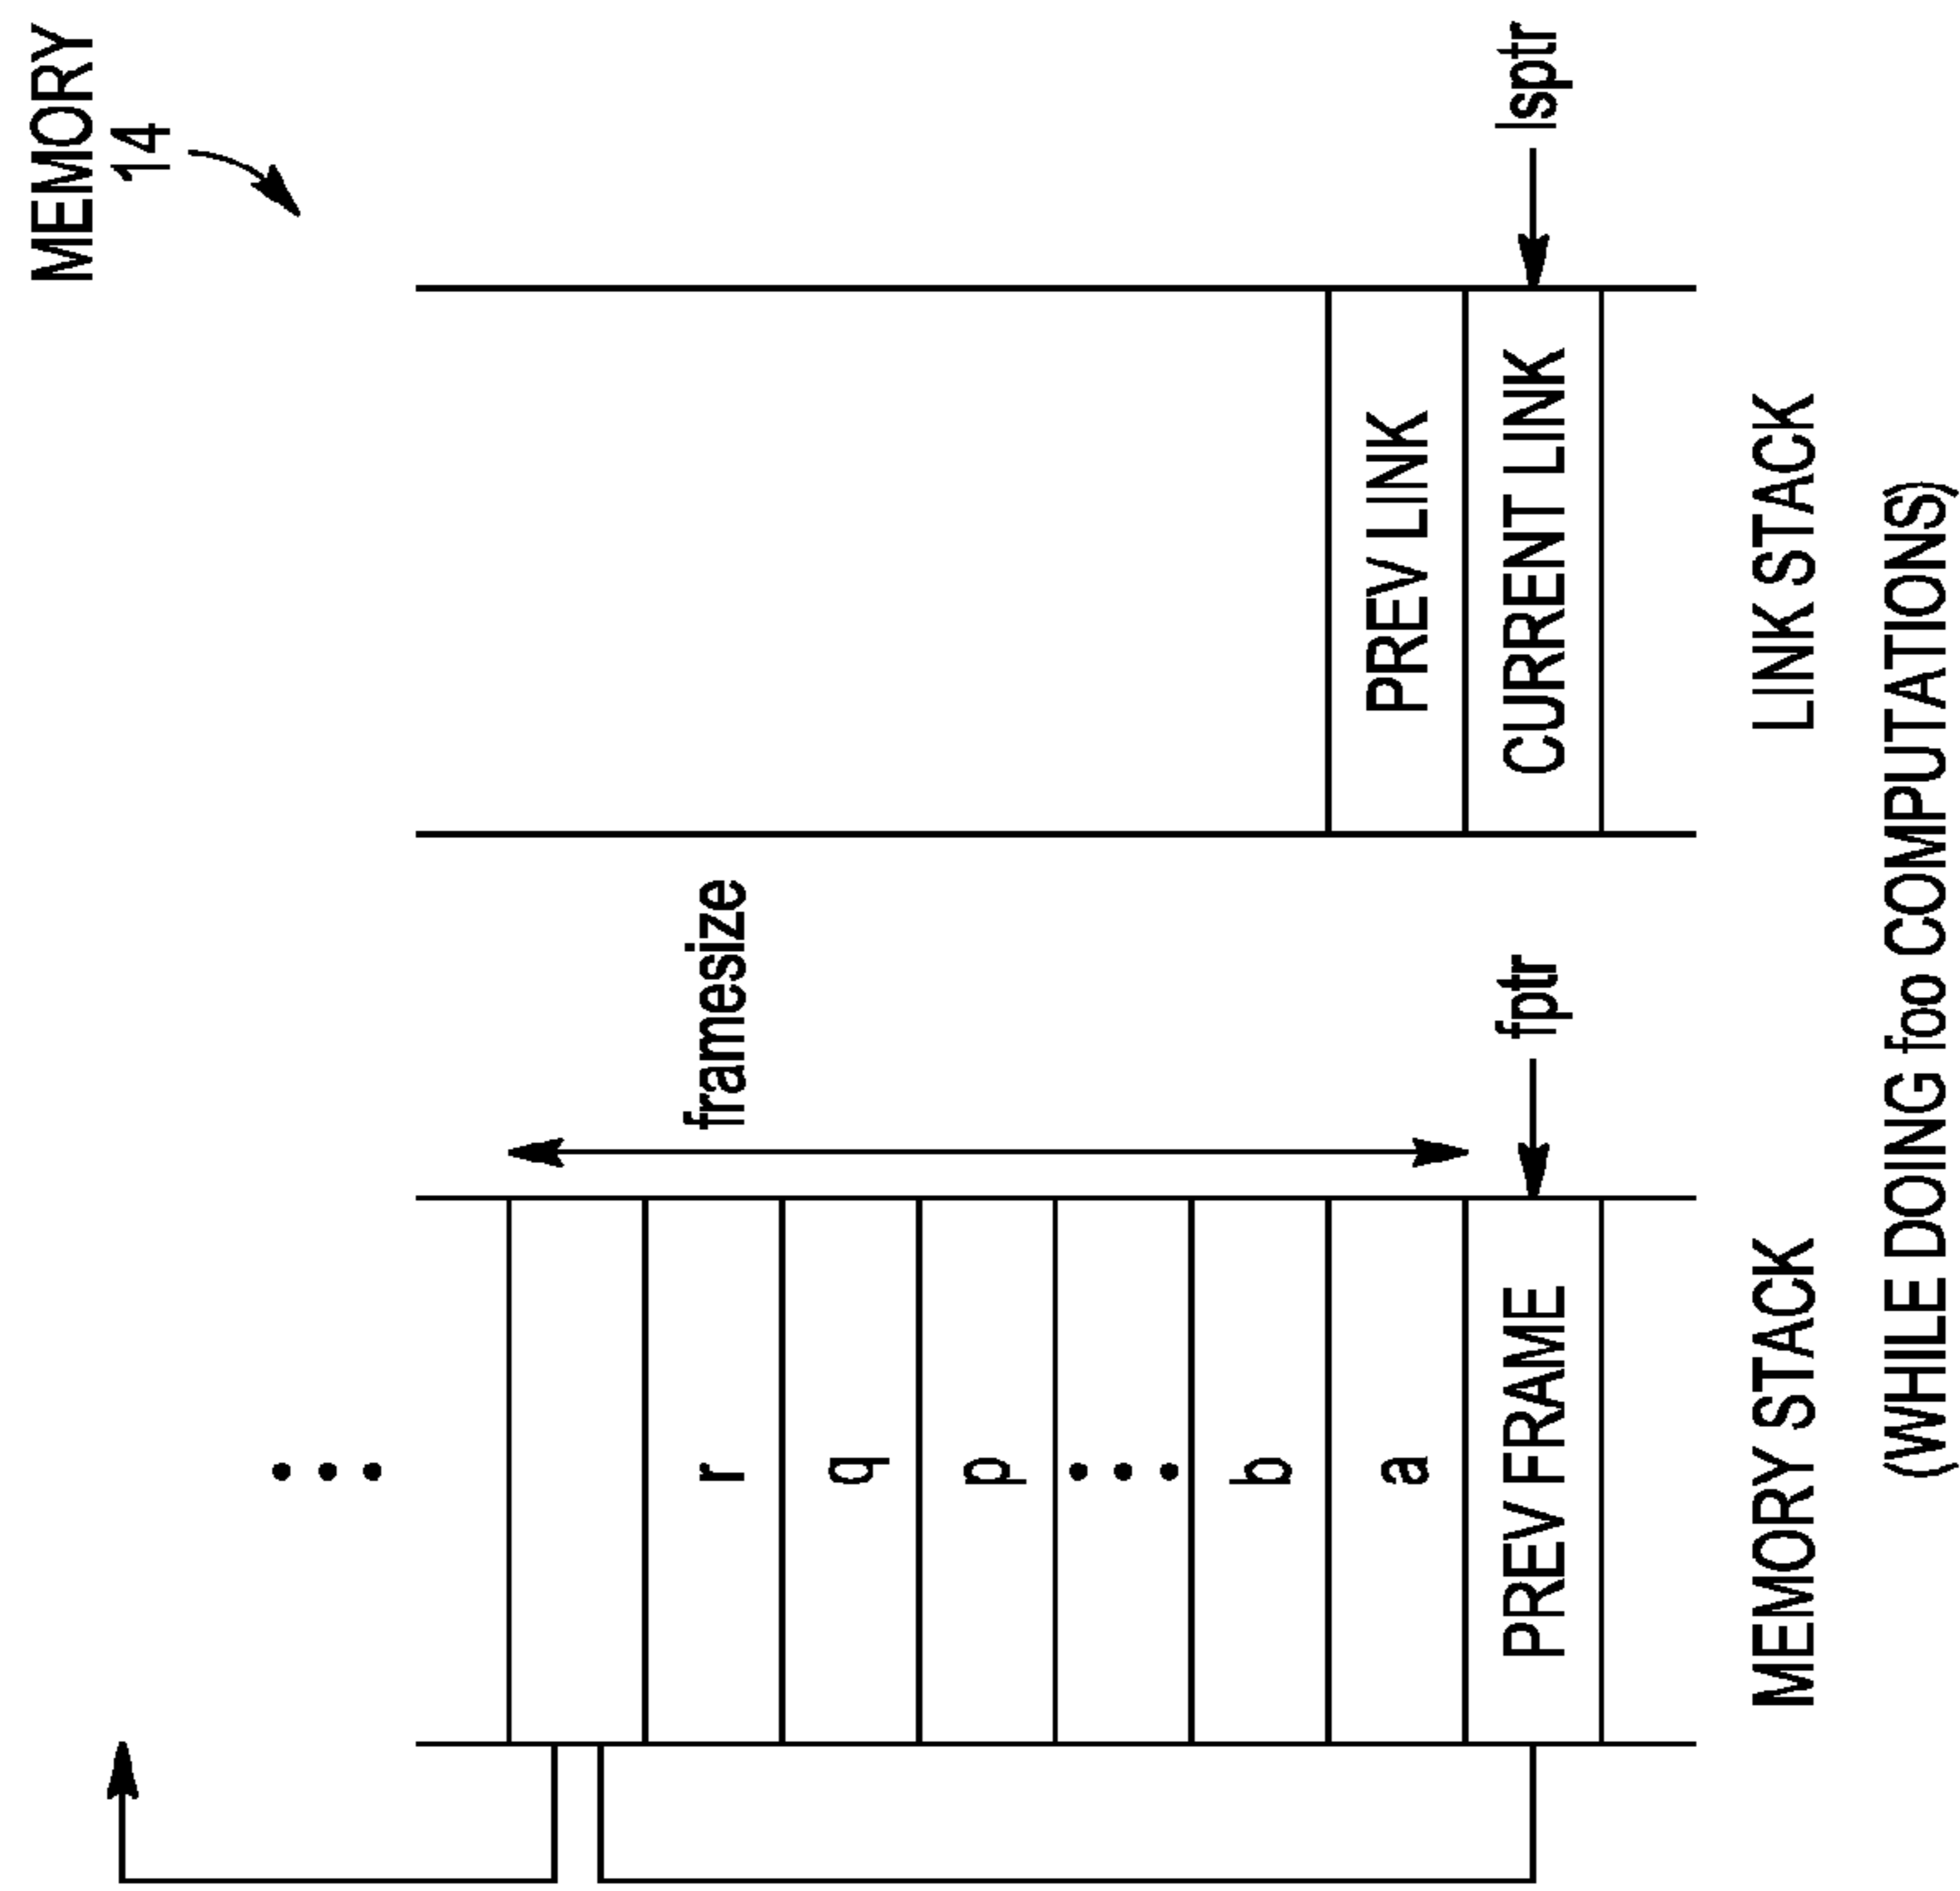 MEMORY
14
r
framesize
q
p
b
a
PREV LINK
PREV FRAME
fptr
CURRENT LINK
lsptr
MEMORY STACK
LINK STACK
(WHILE DOING foo COMPUTATIONS)